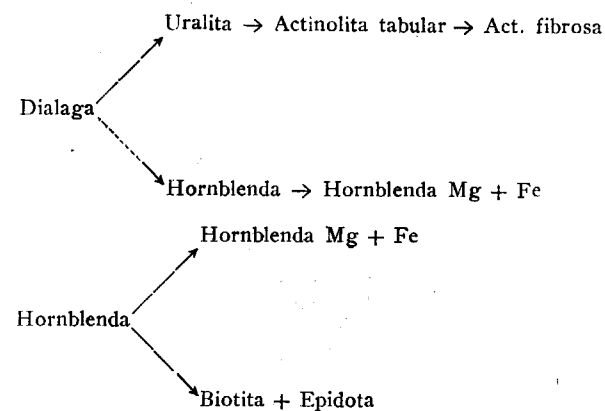 Uralita → Actinolita tabular → Act. fibrosa
Dialaga
Hornblenda → Hornblenda Mg + Fe
Hornblenda Mg + Fe
Hornblenda
Biotita + Epidota